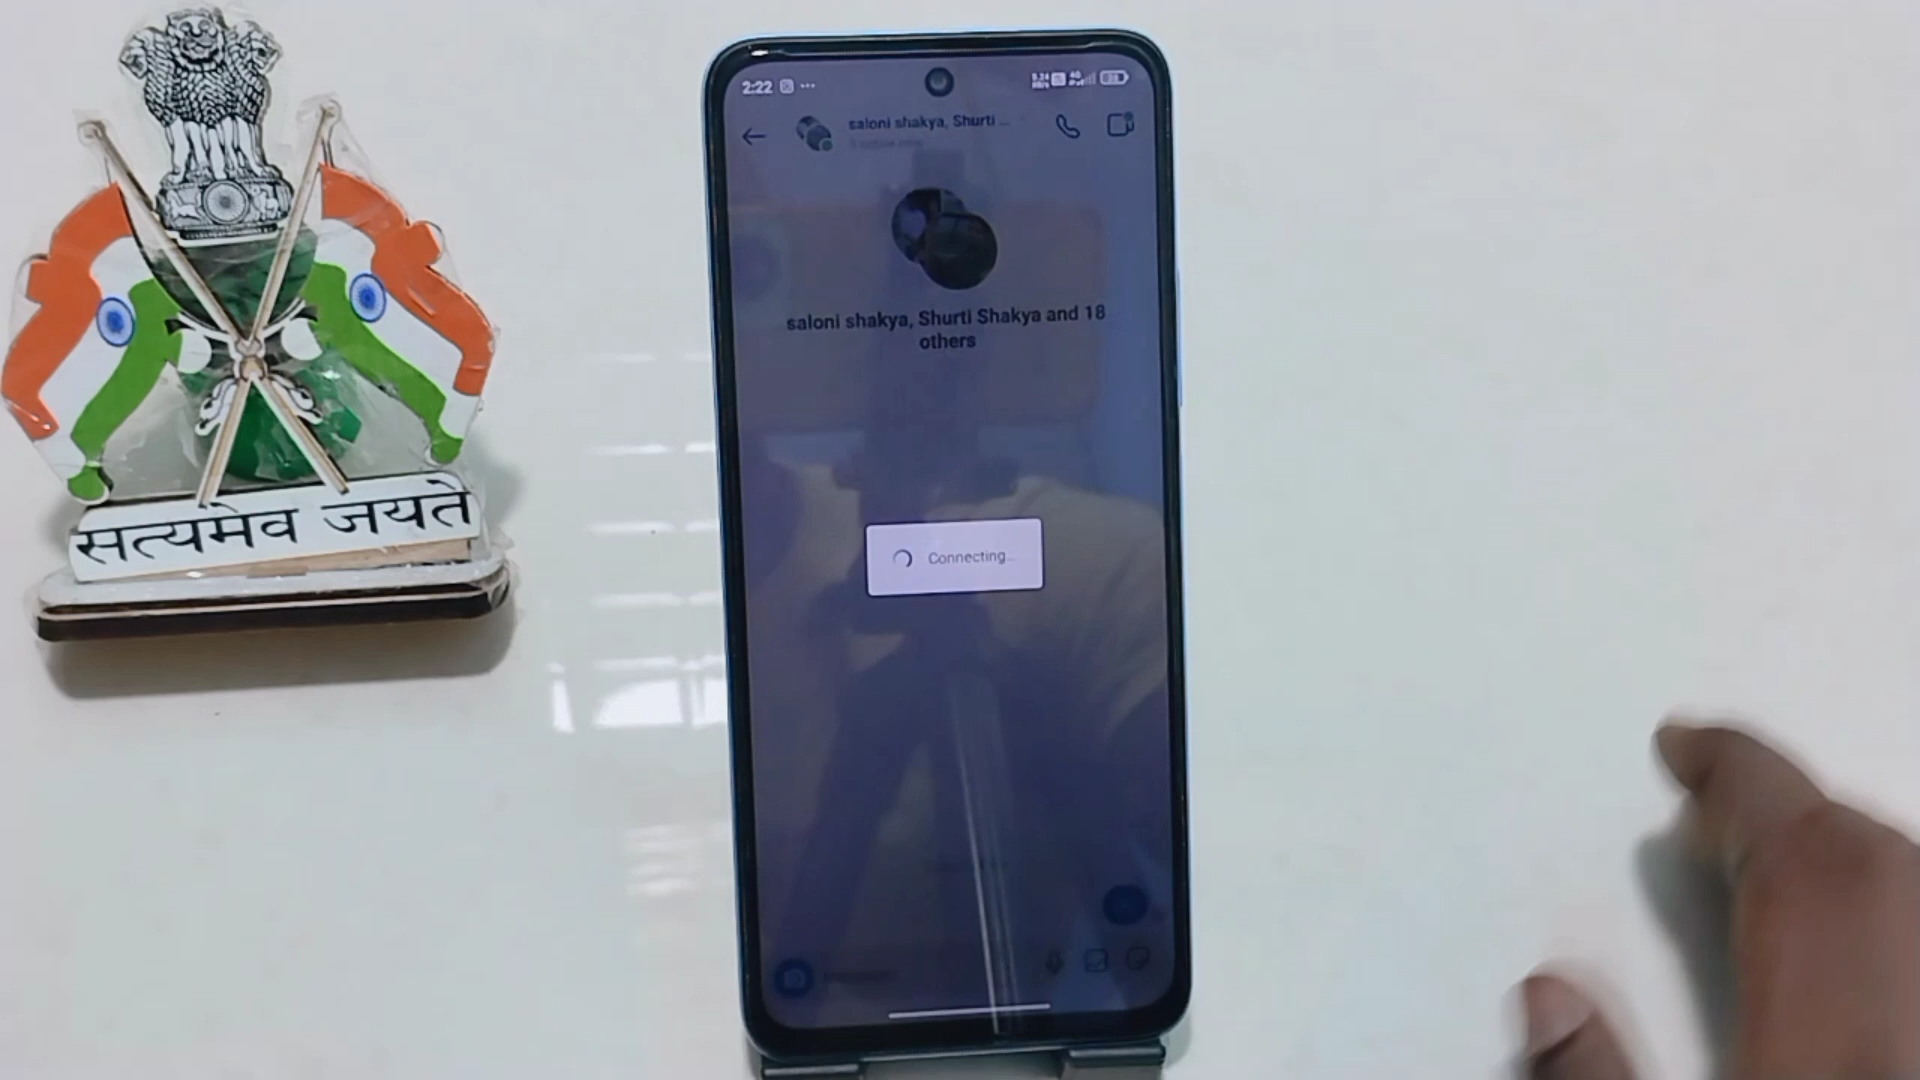 सत्यमेव जयते
2:22
saloni shakya, Shurti ...
saloni shakya, Shurti Shakya and 18
others
Connecting...